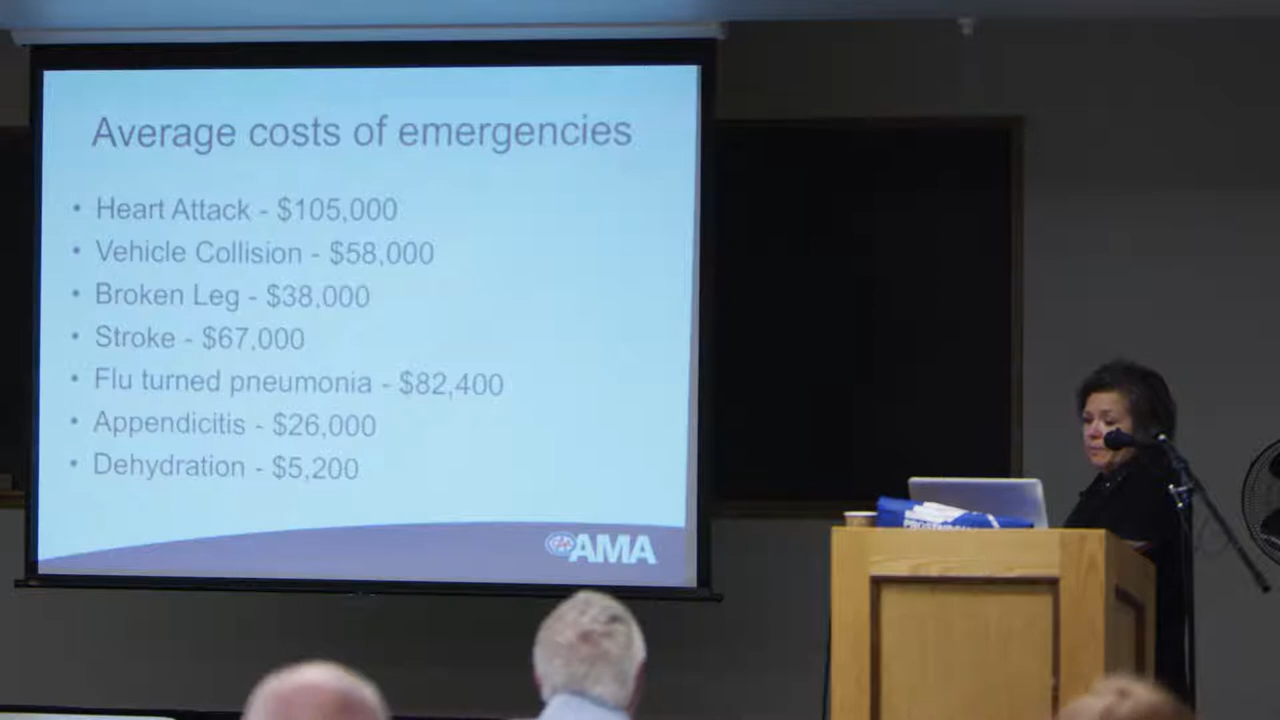 Average costs of emergencies
• Heart Attack - $105,000
• Vehicle Collision - $58,000
• Broken Leg - $38,000
• Stroke - $67,000
• Flu turned pneumonia - $82,400
• Appendicitis - $26,000
• Dehydration - $5,200
AMA